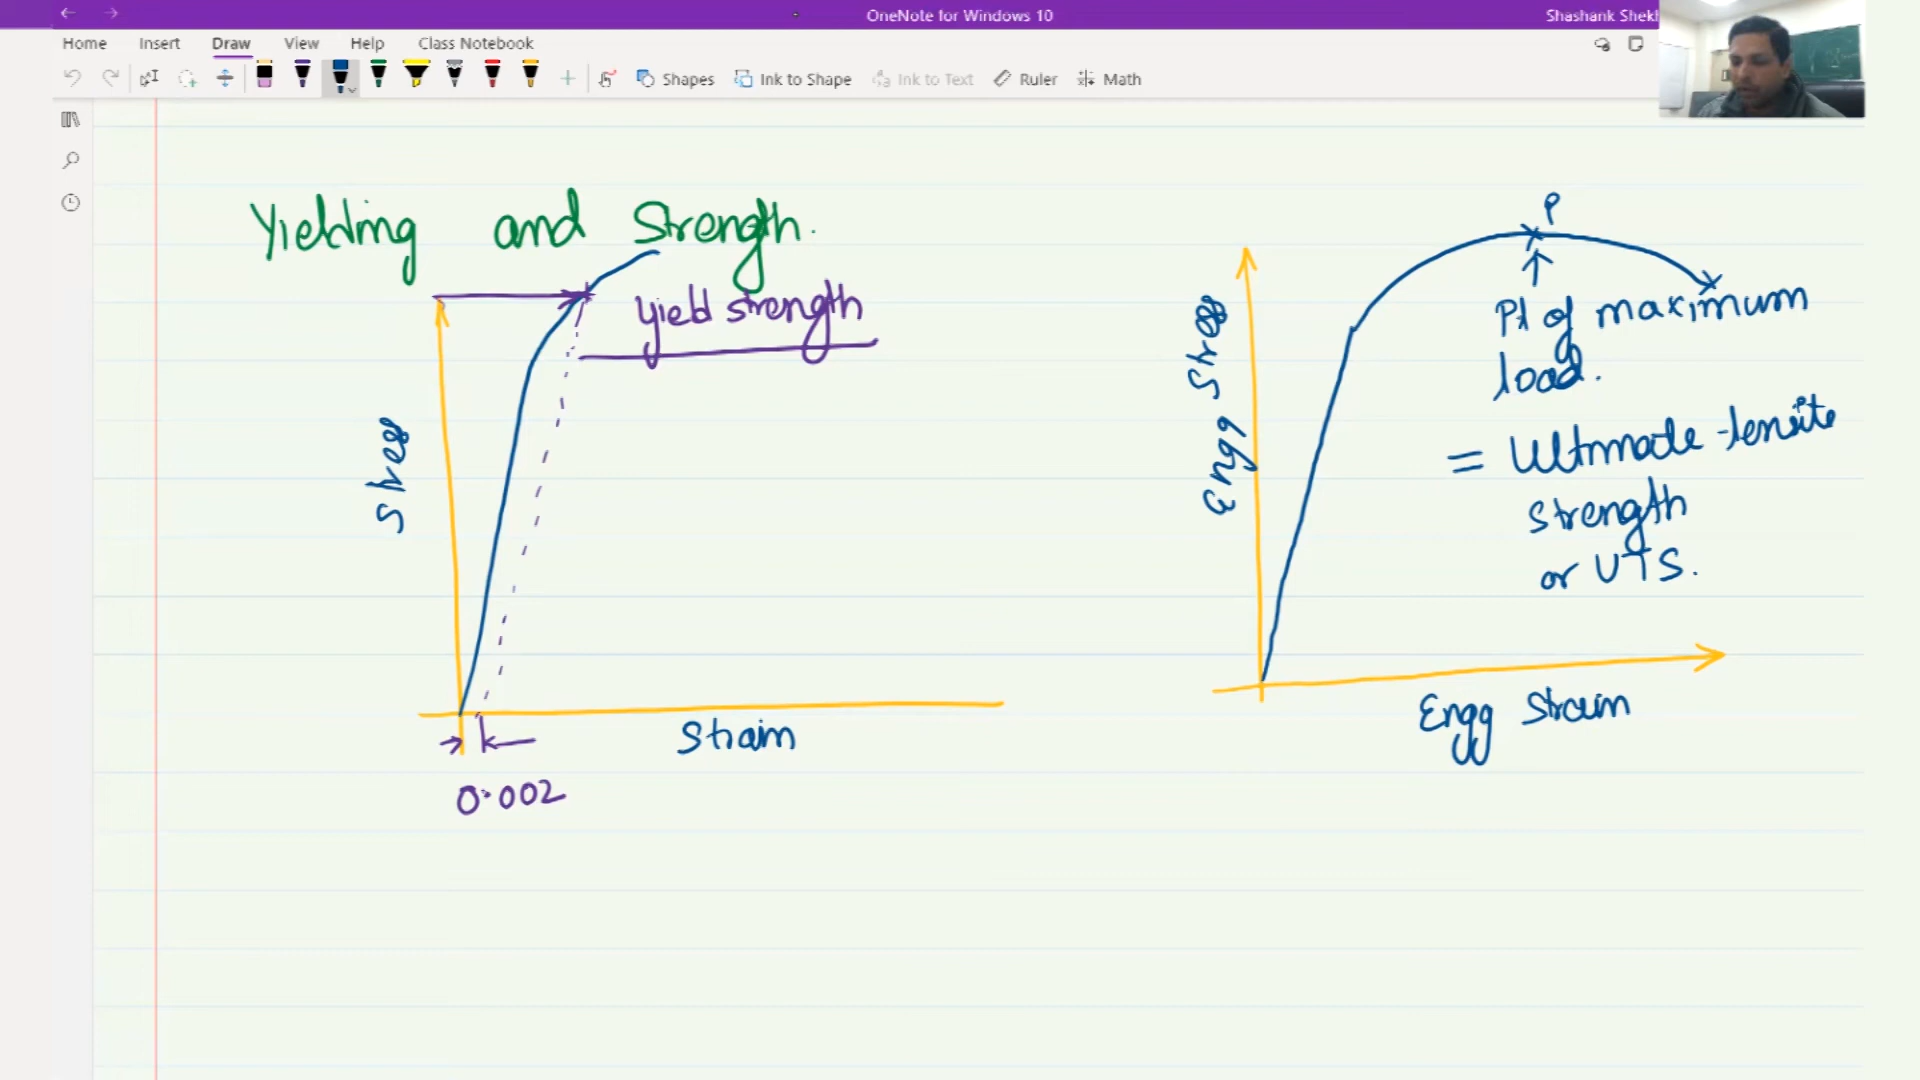 OneNote for Windows 10
Shashank Shekh
Home Insert Draw View Help Class Notebook
Shapes Ink to Shape Ink to Text Ruler Math
Yielding and Strength.
Yield strength
Stress
Strain
0.002
P
Pt of maximum
load.
= Ultimate tensile
strength
or UTS.
Engg Stress
Engg Strain